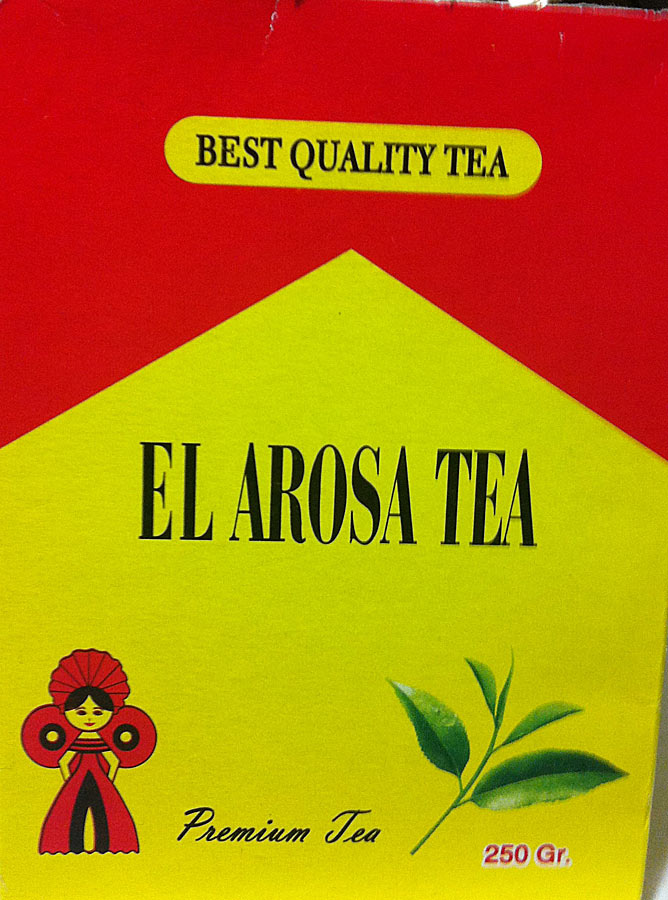 BEST QUALITY TEA
EL AROSA TEA
Premium Tea
250 Gr.